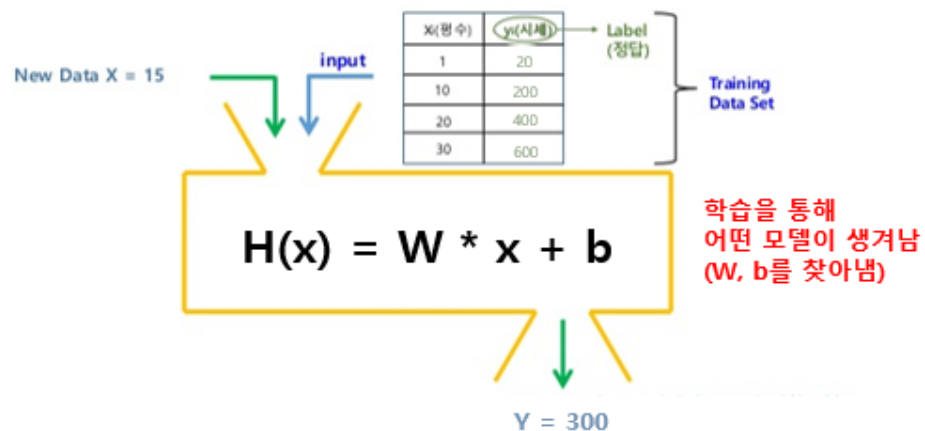 Xi(평수) yi(시세)
Label
(정답)
1 20
10 200
20 400
30 600
Training
Data Set
New Data X = 15
input
H(x) = W * x + b
학습을 통해
어떤 모델이 생겨남
(W, b를 찾아냄)
Y = 300